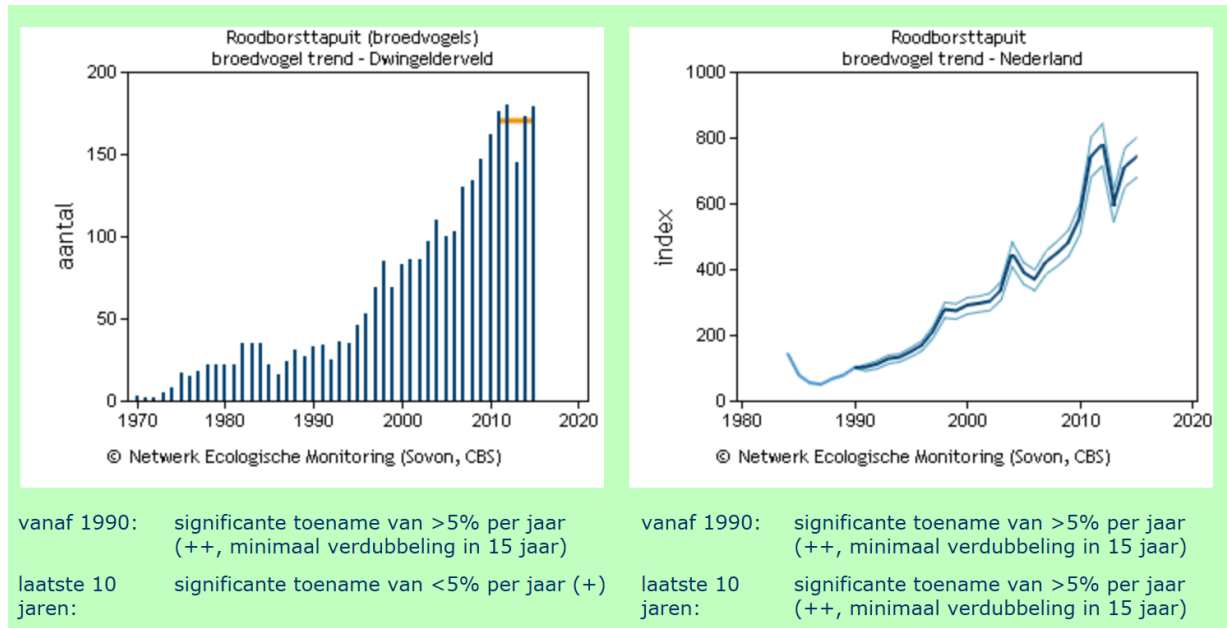 Roodborsttapuit (broedvogels)
broedvogel trend - Dwingelderveld
200
150
100
50
0
aantal
1970 1980 1990 2000 2010 2020
© Netwerk Ecologische Monitoring (Sovon, CBS)
Roodborsttapuit
broedvogel trend - Nederland
1000
800
600
400
200
0
index
1980 1990 2000 2010 2020
© Netwerk Ecologische Monitoring (Sovon, CBS)
vanaf 1990: significante toename van >5% per jaar
(++, minimaal verdubbeling in 15 jaar)
laatste 10 significante toename van <5% per jaar (+)
jaren:
vanaf 1990: significante toename van >5% per jaar
(++, minimaal verdubbeling in 15 jaar)
laatste 10 significante toename van >5% per jaar
jaren: (++, minimaal verdubbeling in 15 jaar)